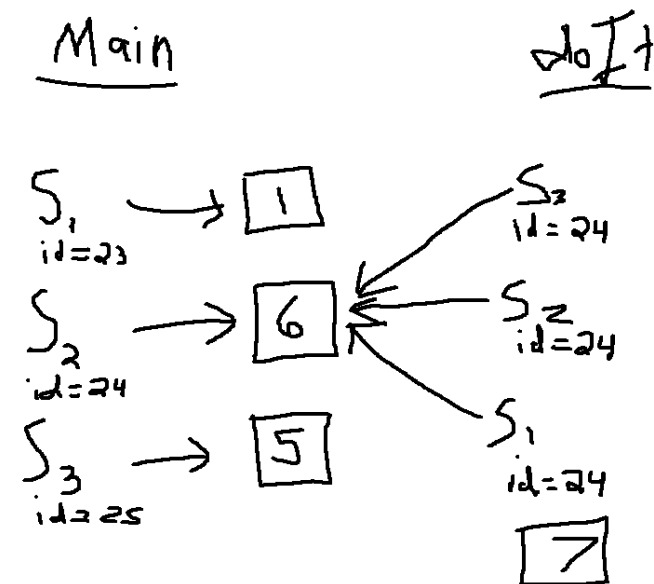 Main
S1
id=23
1
S2
id=24
6
S3
id=25
5
doIt
S3
id=24
S2
id=24
S1
id=24
7